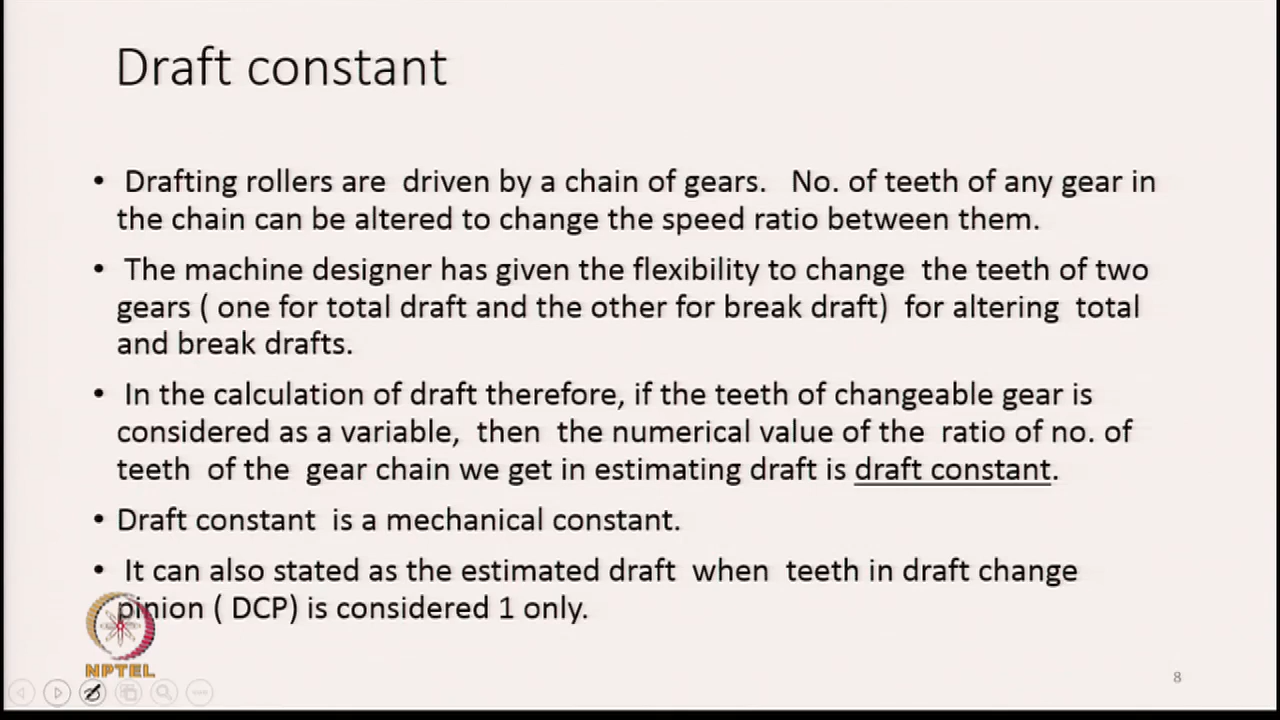 Draft constant
• Drafting rollers are driven by a chain of gears. No. of teeth of any gear in
the chain can be altered to change the speed ratio between them.
• The machine designer has given the flexibility to change the teeth of two
gears ( one for total draft and the other for break draft) for altering total
and break drafts.
• In the calculation of draft therefore, if the teeth of changeable gear is
considered as a variable, then the numerical value of the ratio of no. of
teeth of the gear chain we get in estimating draft is draft constant.
• Draft constant is a mechanical constant.
• It can also stated as the estimated draft when teeth in draft change
pinion ( DCP) is considered 1 only.
NPTEL
8